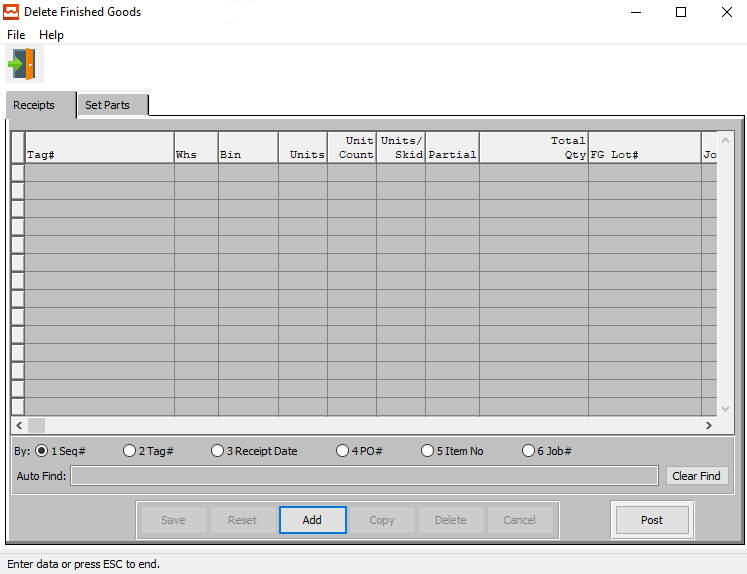 Delete Finished Goods
File Help
Receipts Set Parts
Unit Units/ Total
Tag# Whs Bin Units Count Skid Partial Qty FG Lot# Jo
By: 1 Seq# 2 Tag# 3 Receipt Date 4 PO# 5 Item No 6 Job#
Auto Find: Clear Find
Save Reset Add Copy Delete Cancel Post
Enter data or press ESC to end.